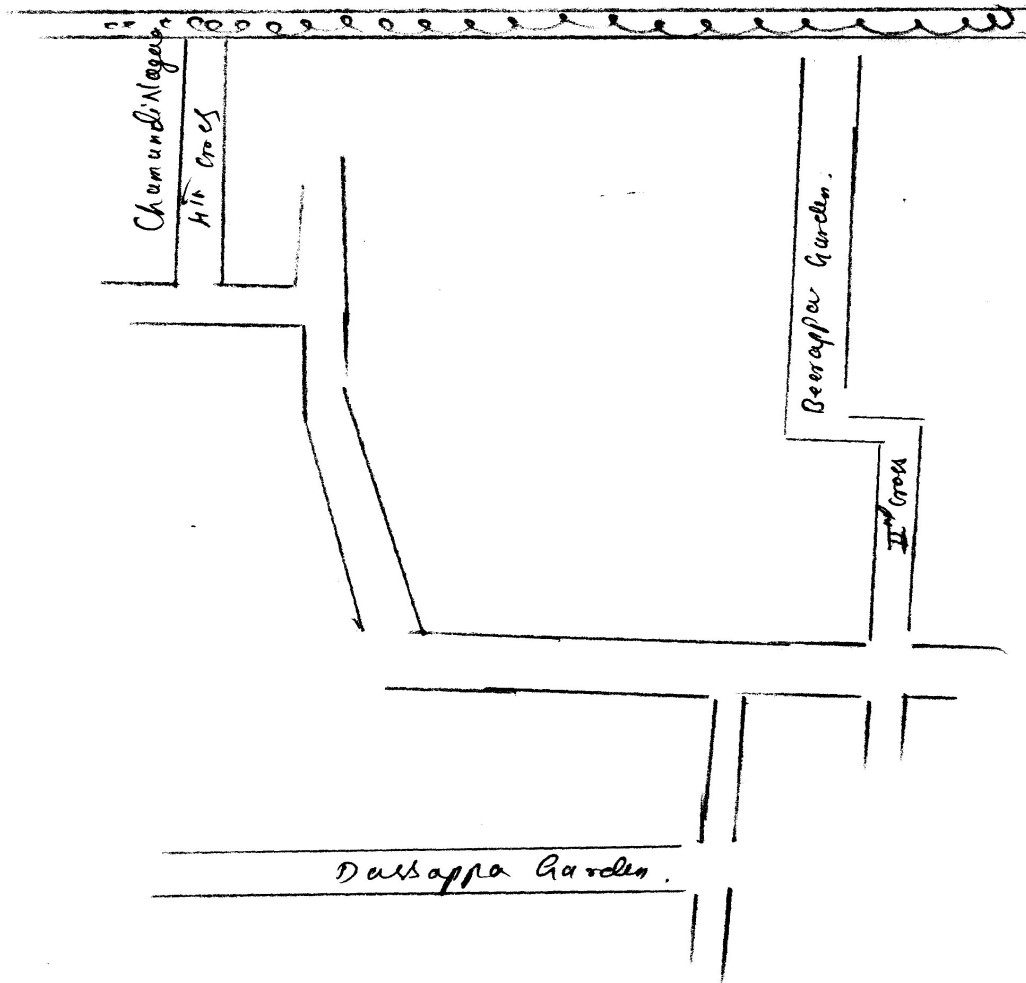 Chamundi Nagar
4th Cross
Beerappa Garden.
IInd Cross
Dassappa Garden.